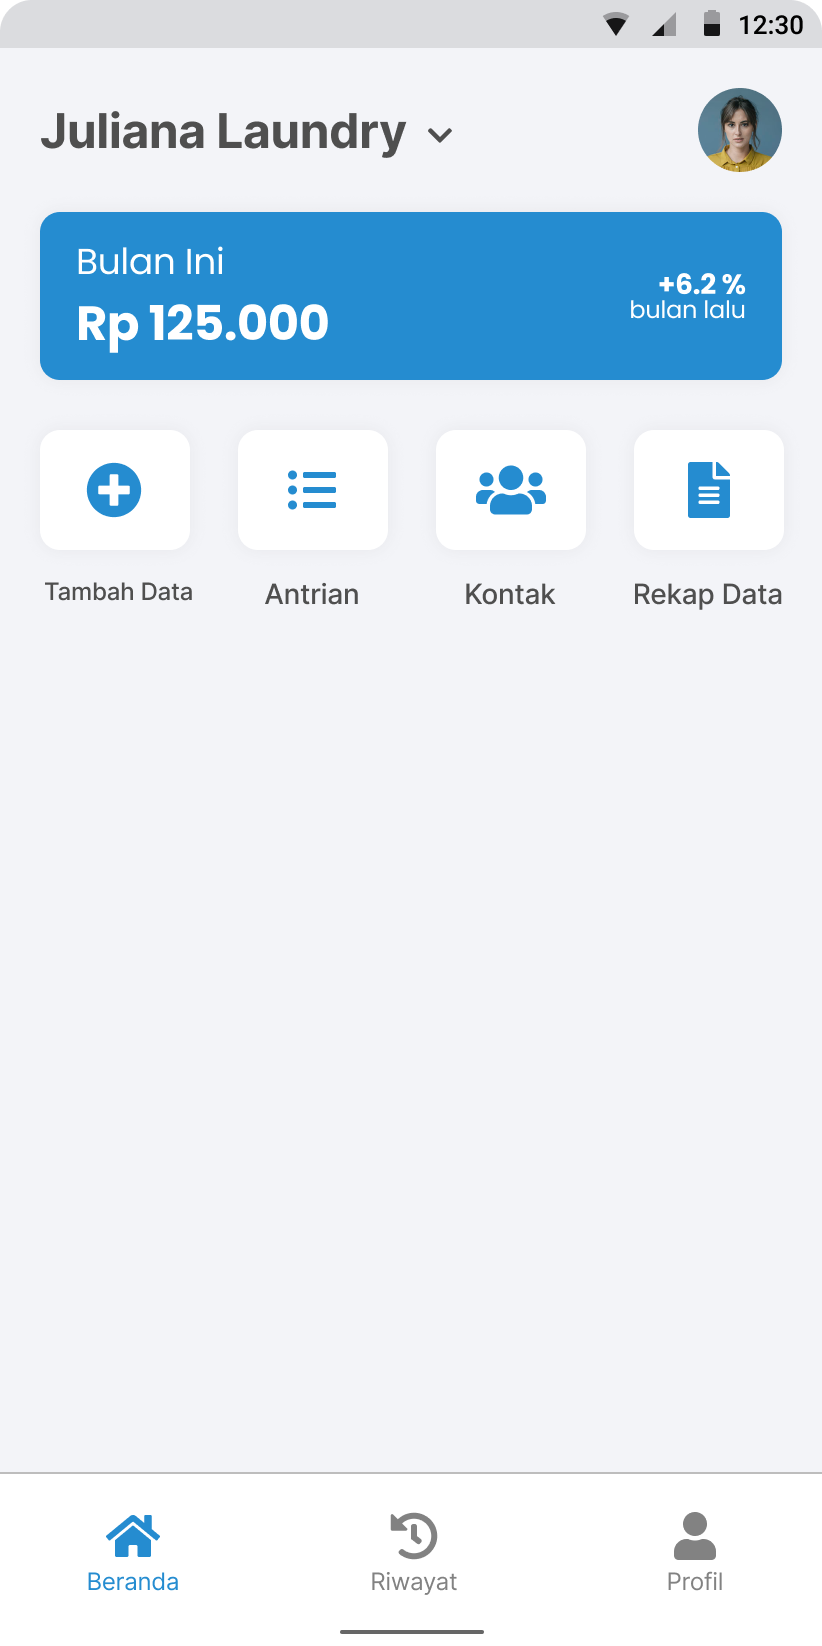 12:30
Juliana Laundry
Bulan Ini
Rp 125.000
+6.2 %
bulan lalu
Tambah Data
Antrian
Kontak
Rekap Data
Beranda
Riwayat
Profil